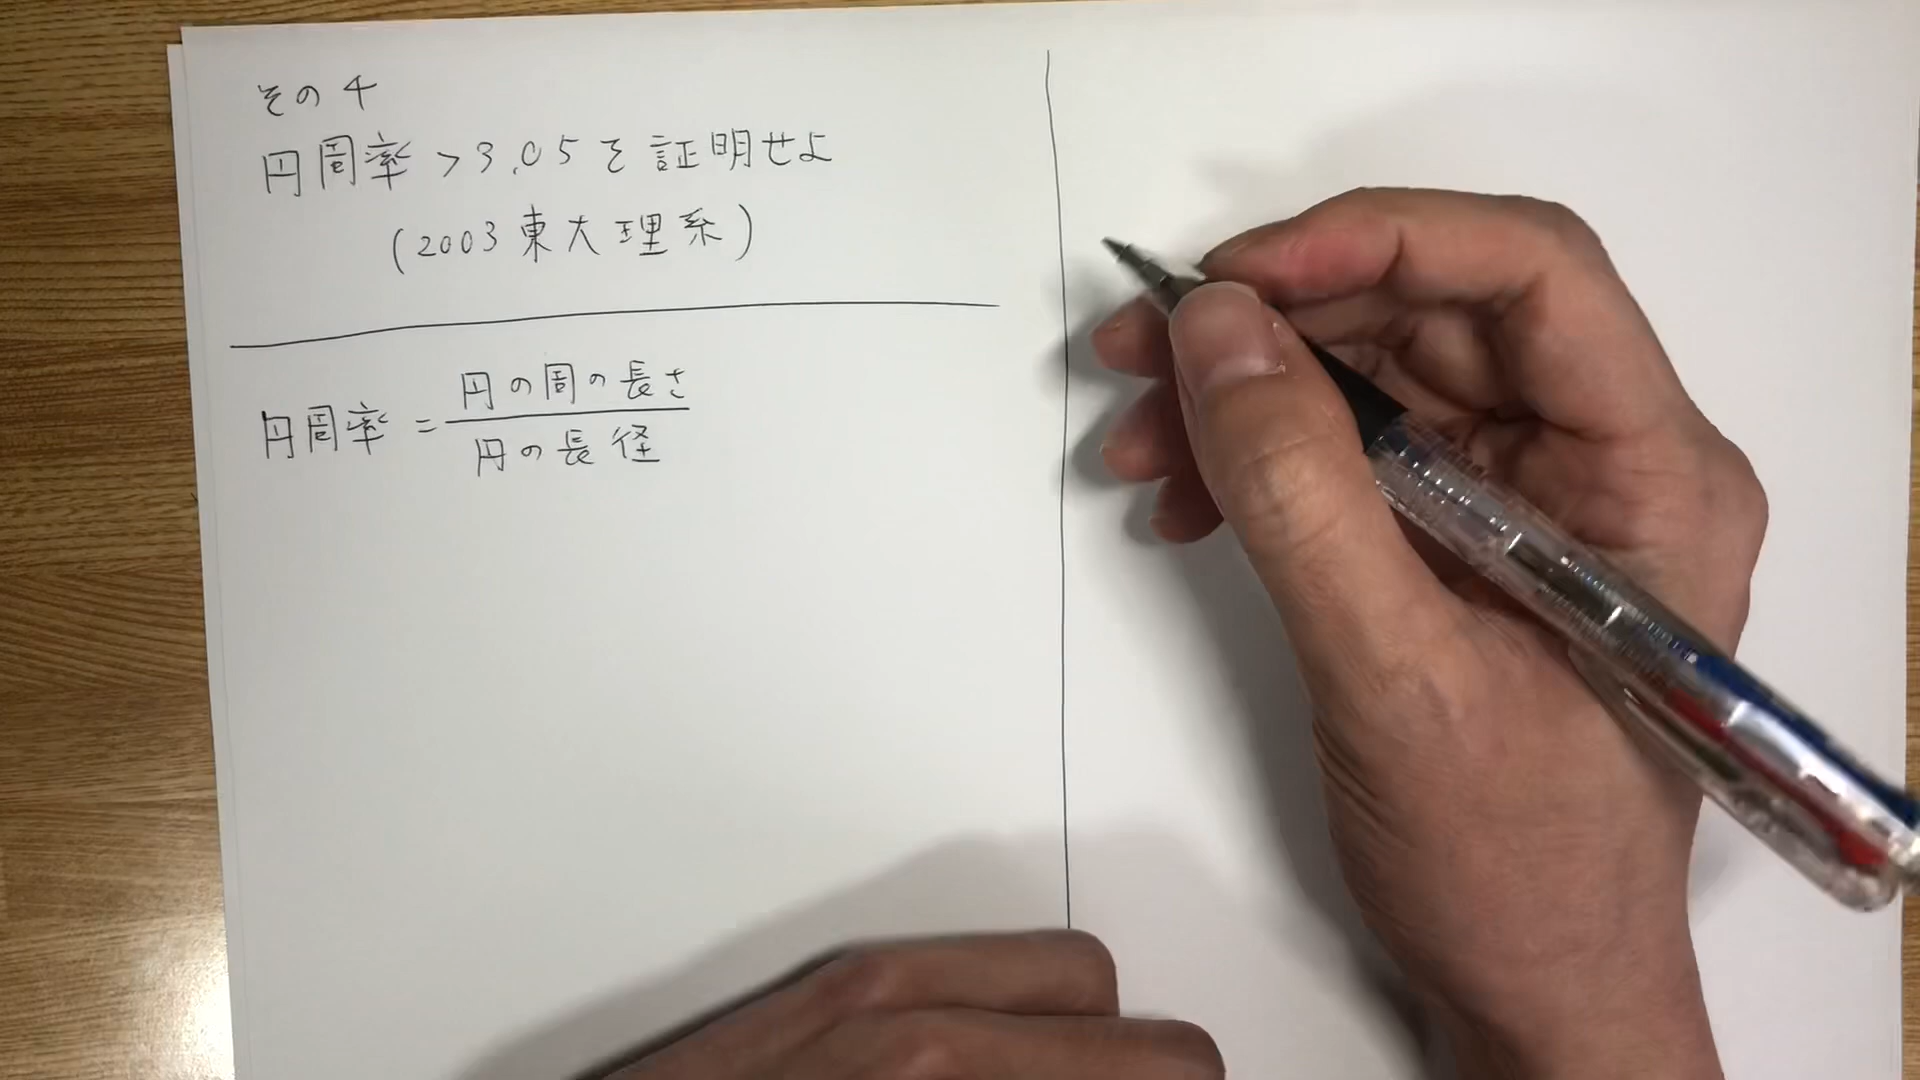 その4
円周率>3.05を証明せよ
(2003東大理系)
円周率=円の周の長さ
円の長径